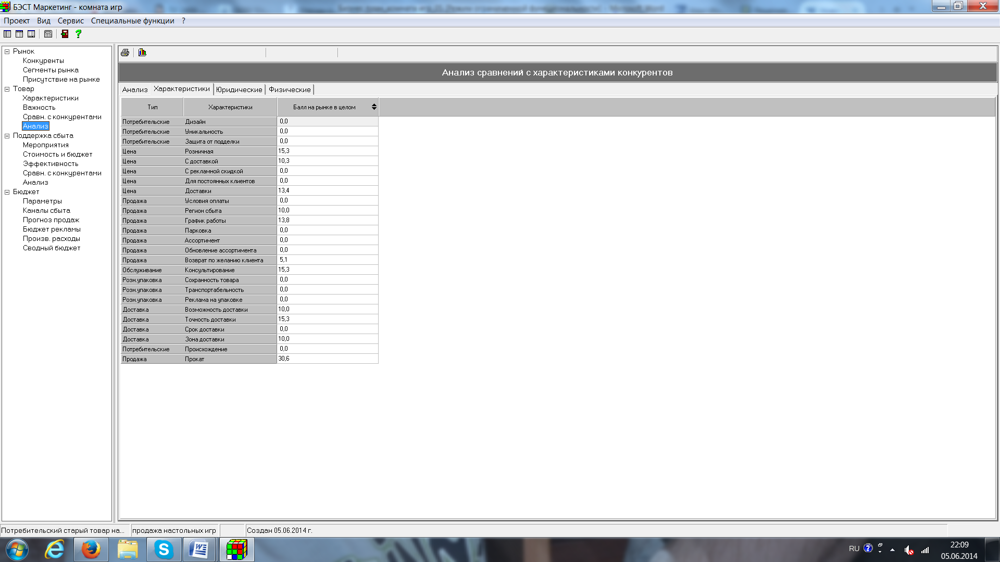 БЭСТ Маркетинг - комната игр
Проект Вид Сервис Специальные функции ?
Рынок
Конкуренты
Сегменты рынка
Присутствие на рынке
Товар
Характеристики
Важность
Сравн. с конкурентами
Анализ
Поддержка сбыта
Мероприятия
Стоимость и бюджет
Эффективность
Сравн. с конкурентами
Анализ
Бюджет
Параметры
Каналы сбыта
Прогноз продаж
Бюджет рекламы
Произв. расходы
Сводный бюджет
Анализ сравнений с характеристиками конкурентов
Анализ Характеристики Юридические Физические
Тип Характеристики Балл на рынке в целом
Потребительские Дизайн 0,0
Потребительские Уникальность 0,0
Потребительские Защита от подделки 0,0
Цена Розничная 15,3
Цена С доставкой 10,3
Цена С рекламной скидкой 0,0
Цена Для постоянных клиентов 0,0
Цена Доставки 13,4
Продажа Условия оплаты 0,0
Продажа Регион сбыта 10,0
Продажа График работы 13,8
Продажа Парковка 0,0
Продажа Ассортимент 0,0
Продажа Обновление ассортимента 0,0
Продажа Возврат по желанию клиента 5,1
Обслуживание Консультирование 15,3
Розн.упаковка Сохранность товара 0,0
Розн.упаковка Транспортабельность 0,0
Розн.упаковка Реклама на упаковке 0,0
Доставка Возможность доставки 10,0
Доставка Точность доставки 15,3
Доставка Срок доставки 0,0
Доставка Зона доставки 10,0
Потребительские Происхождение 0,0
Продажа Прокат 30,6
Потребительский старый товар на... продажа настольных игр Создан 05.06.2014 г.
RU 22:09
05.06.2014